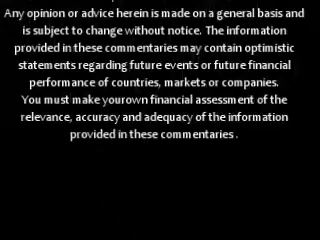 Any opinion or advice herein is made on a general basis and
is subject to change without notice. The information
provided in these commentaries may contain optimistic
statements regarding future events or future financial
performance of countries, markets or companies.
You must make yourown financial assessment of the
relevance, accuracy and adequacy of the information
provided in these commentaries .